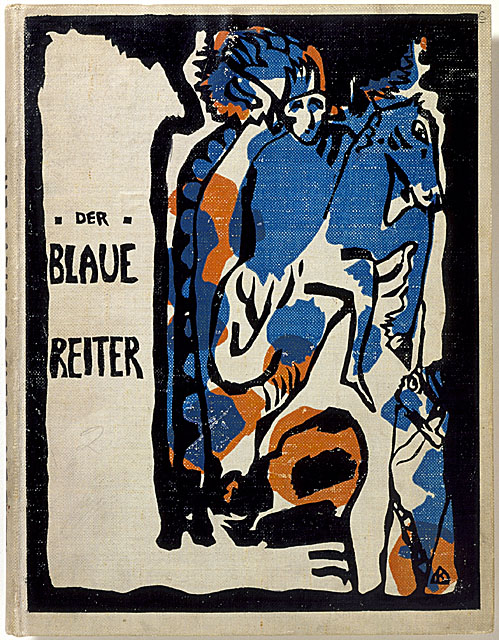 · DER ·
BLAUE
REITER